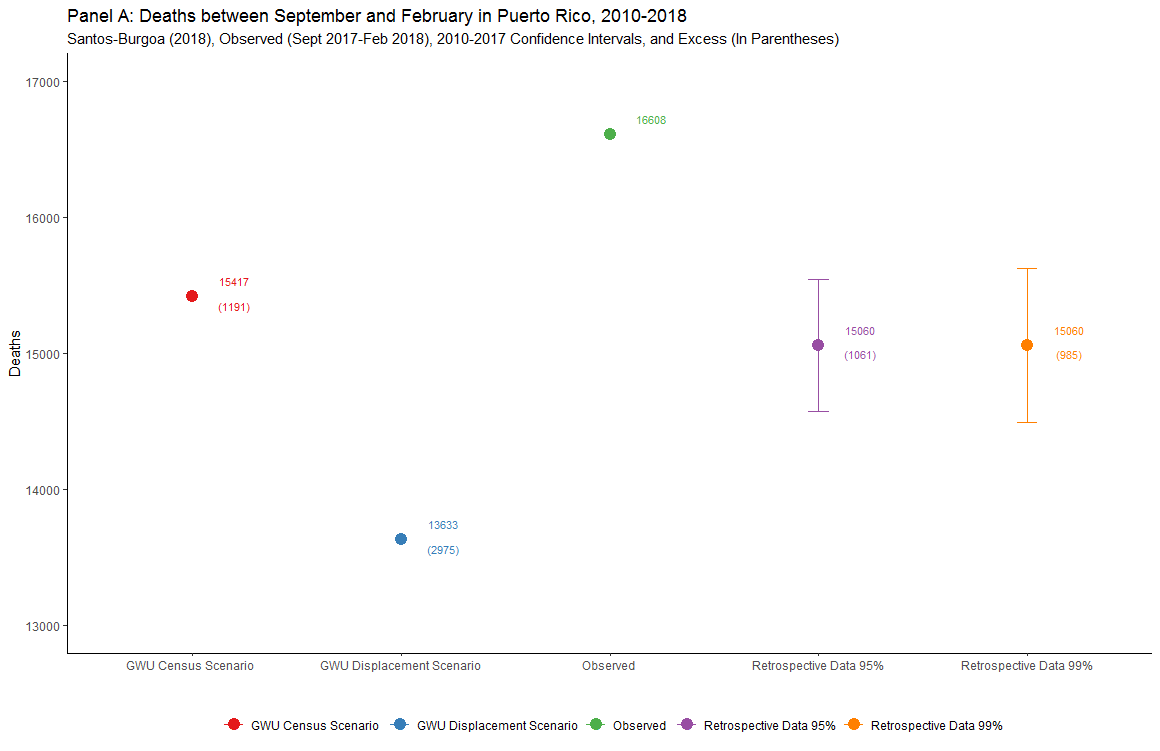 Panel A: Deaths between September and February in Puerto Rico, 2010-2018
Santos-Burgoa (2018), Observed (Sept 2017-Feb 2018), 2010-2017 Confidence Intervals, and Excess (In Parentheses)
Deaths
17000
16000
15000
14000
13000
15417
(1191)
13633
(2975)
16608
15060
(1061)
15060
(985)
GWU Census Scenario
GWU Displacement Scenario
Observed
Retrospective Data 95%
Retrospective Data 99%
GWU Census Scenario
GWU Displacement Scenario
Observed
Retrospective Data 95%
Retrospective Data 99%